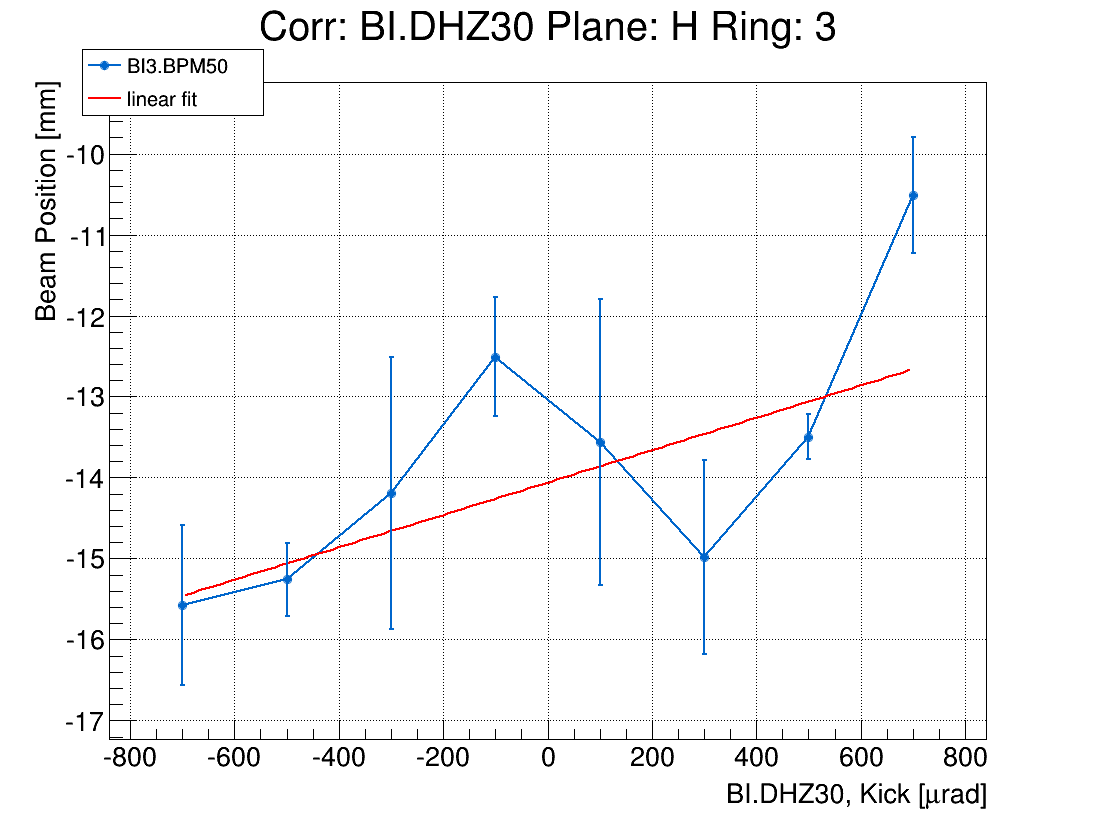 Corr: BI.DHZ30 Plane: H Ring: 3
BI3.BPM50
linear fit
Beam Position [mm]
-10
-11
-12
-13
-14
-15
-16
-17
-800 -600 -400 -200 0 200 400 600 800
BI.DHZ30, Kick [μrad]